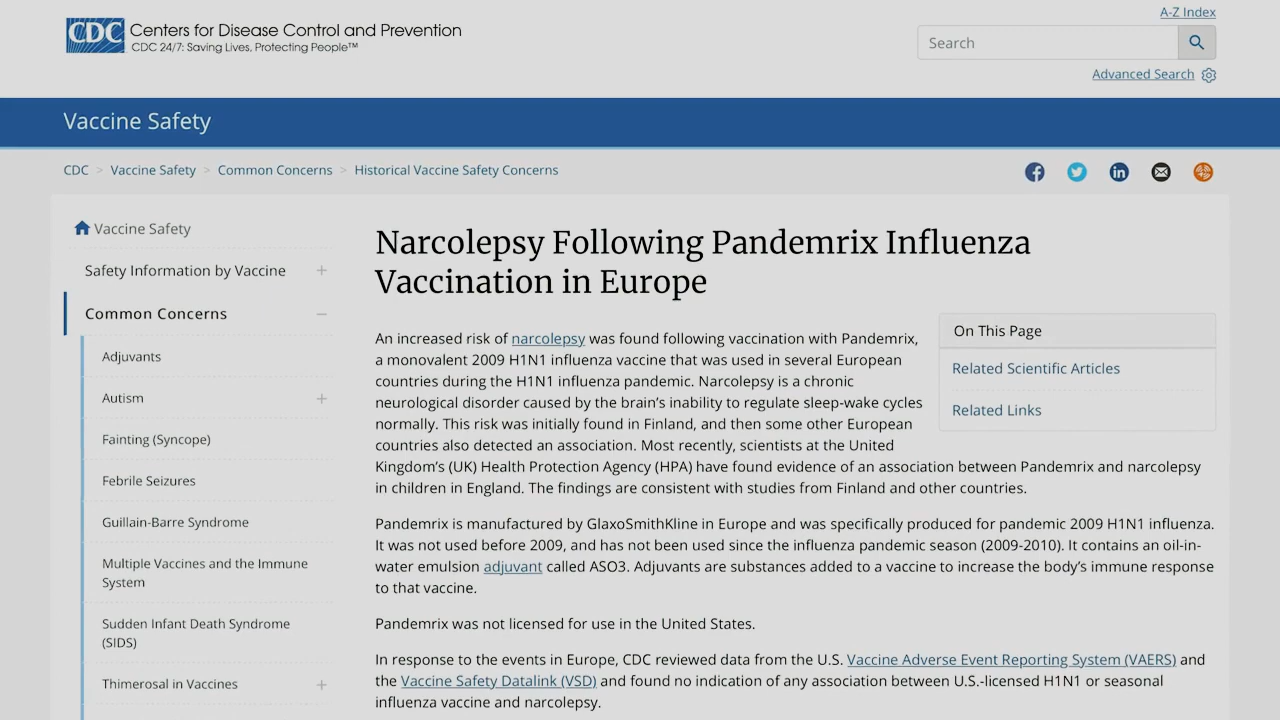 A-Z Index
CDC
Centers for Disease Control and Prevention
CDC 24/7: Saving Lives, Protecting People™
Search
Advanced Search
Vaccine Safety
CDC > Vaccine Safety > Common Concerns > Historical Vaccine Safety Concerns
Vaccine Safety
Safety Information by Vaccine +
Common Concerns –
Adjuvants
Autism +
Fainting (Syncope)
Febrile Seizures
Guillain-Barre Syndrome
Multiple Vaccines and the Immune
System
Sudden Infant Death Syndrome
(SIDS)
Thimerosal in Vaccines +
Narcolepsy Following Pandemrix Influenza
Vaccination in Europe
An increased risk of narcolepsy was found following vaccination with Pandemrix,
a monovalent 2009 H1N1 influenza vaccine that was used in several European
countries during the H1N1 influenza pandemic. Narcolepsy is a chronic
neurological disorder caused by the brain's inability to regulate sleep-wake cycles
normally. This risk was initially found in Finland, and then some other European
countries also detected an association. Most recently, scientists at the United
Kingdom's (UK) Health Protection Agency (HPA) have found evidence of an association between Pandemrix and narcolepsy
in children in England. The findings are consistent with studies from Finland and other countries.
On This Page
Related Scientific Articles
Related Links
Pandemrix is manufactured by GlaxoSmithKline in Europe and was specifically produced for pandemic 2009 H1N1 influenza.
It was not used before 2009, and has not been used since the influenza pandemic season (2009-2010). It contains an oil-in-
water emulsion adjuvant called ASO3. Adjuvants are substances added to a vaccine to increase the body's immune response
to that vaccine.
Pandemrix was not licensed for use in the United States.
In response to the events in Europe, CDC reviewed data from the U.S. Vaccine Adverse Event Reporting System (VAERS) and
the Vaccine Safety Datalink (VSD) and found no indication of any association between U.S.-licensed H1N1 or seasonal
influenza vaccine and narcolepsy.